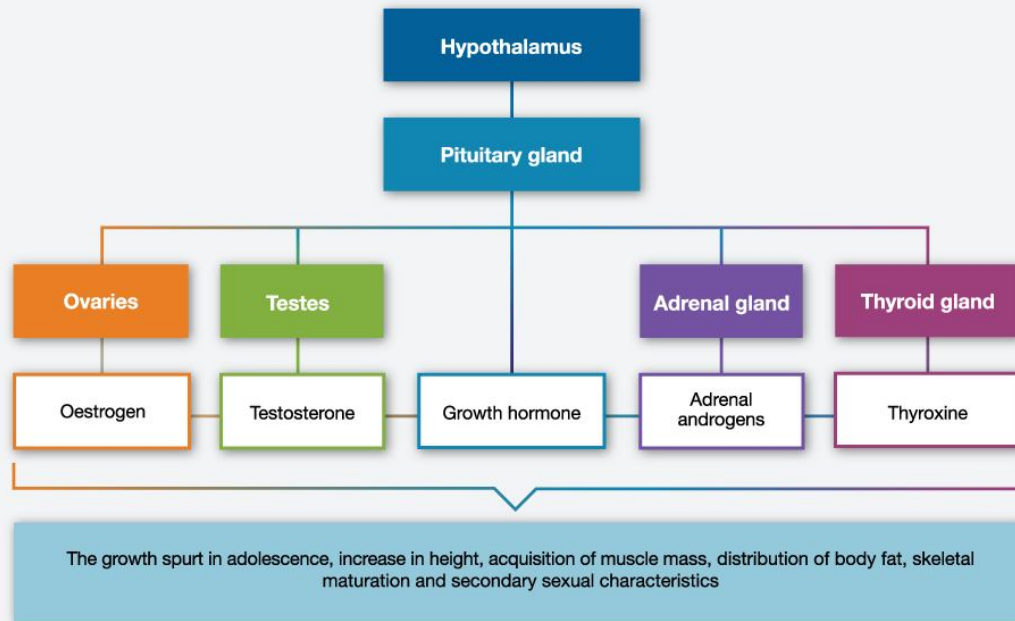 Hypothalamus
Pituitary gland
Ovaries
Testes
Adrenal gland
Thyroid gland
Oestrogen
Testosterone
Growth hormone
Adrenal
androgens
Thyroxine
The growth spurt in adolescence, increase in height, acquisition of muscle mass, distribution of body fat, skeletal
maturation and secondary sexual characteristics